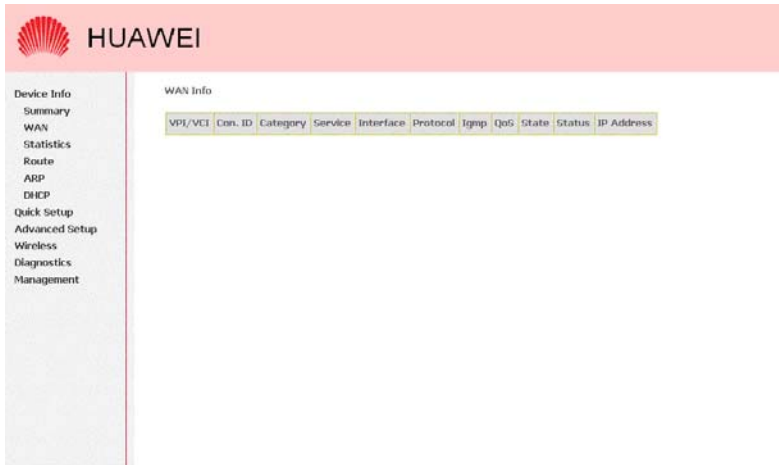 HUAWEI
Device Info
Summary
WAN
Statistics
Route
ARP
DHCP
Quick Setup
Advanced Setup
Wireless
Diagnostics
Management
WAN Info
VPI/VCI Con. ID Category Service Interface Protocol Igmp QoS State Status IP Address